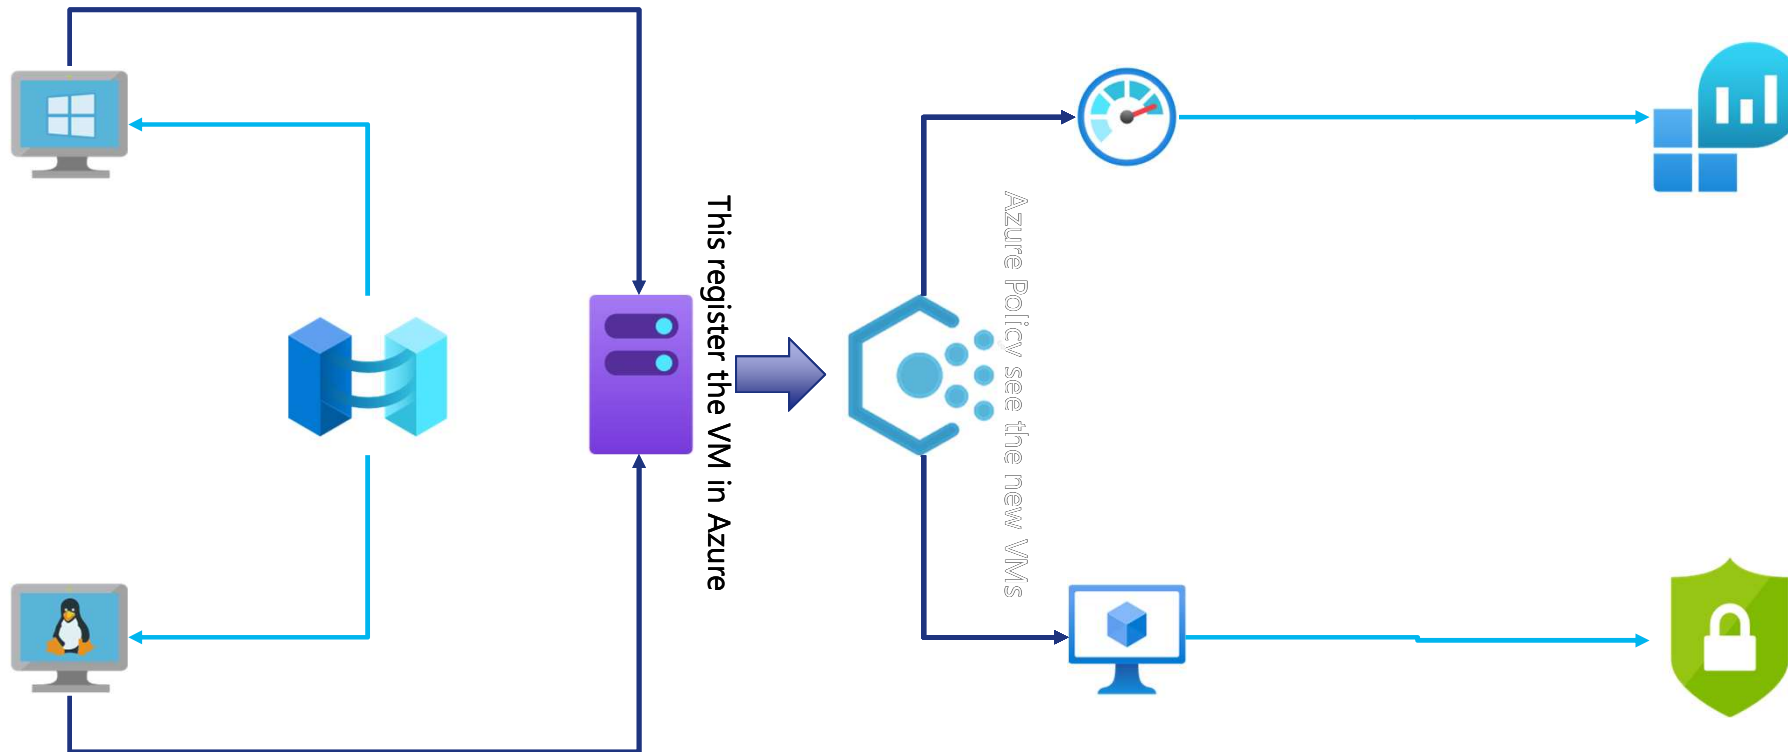 This register the VM in Azure
Azure Policy see the new VMs